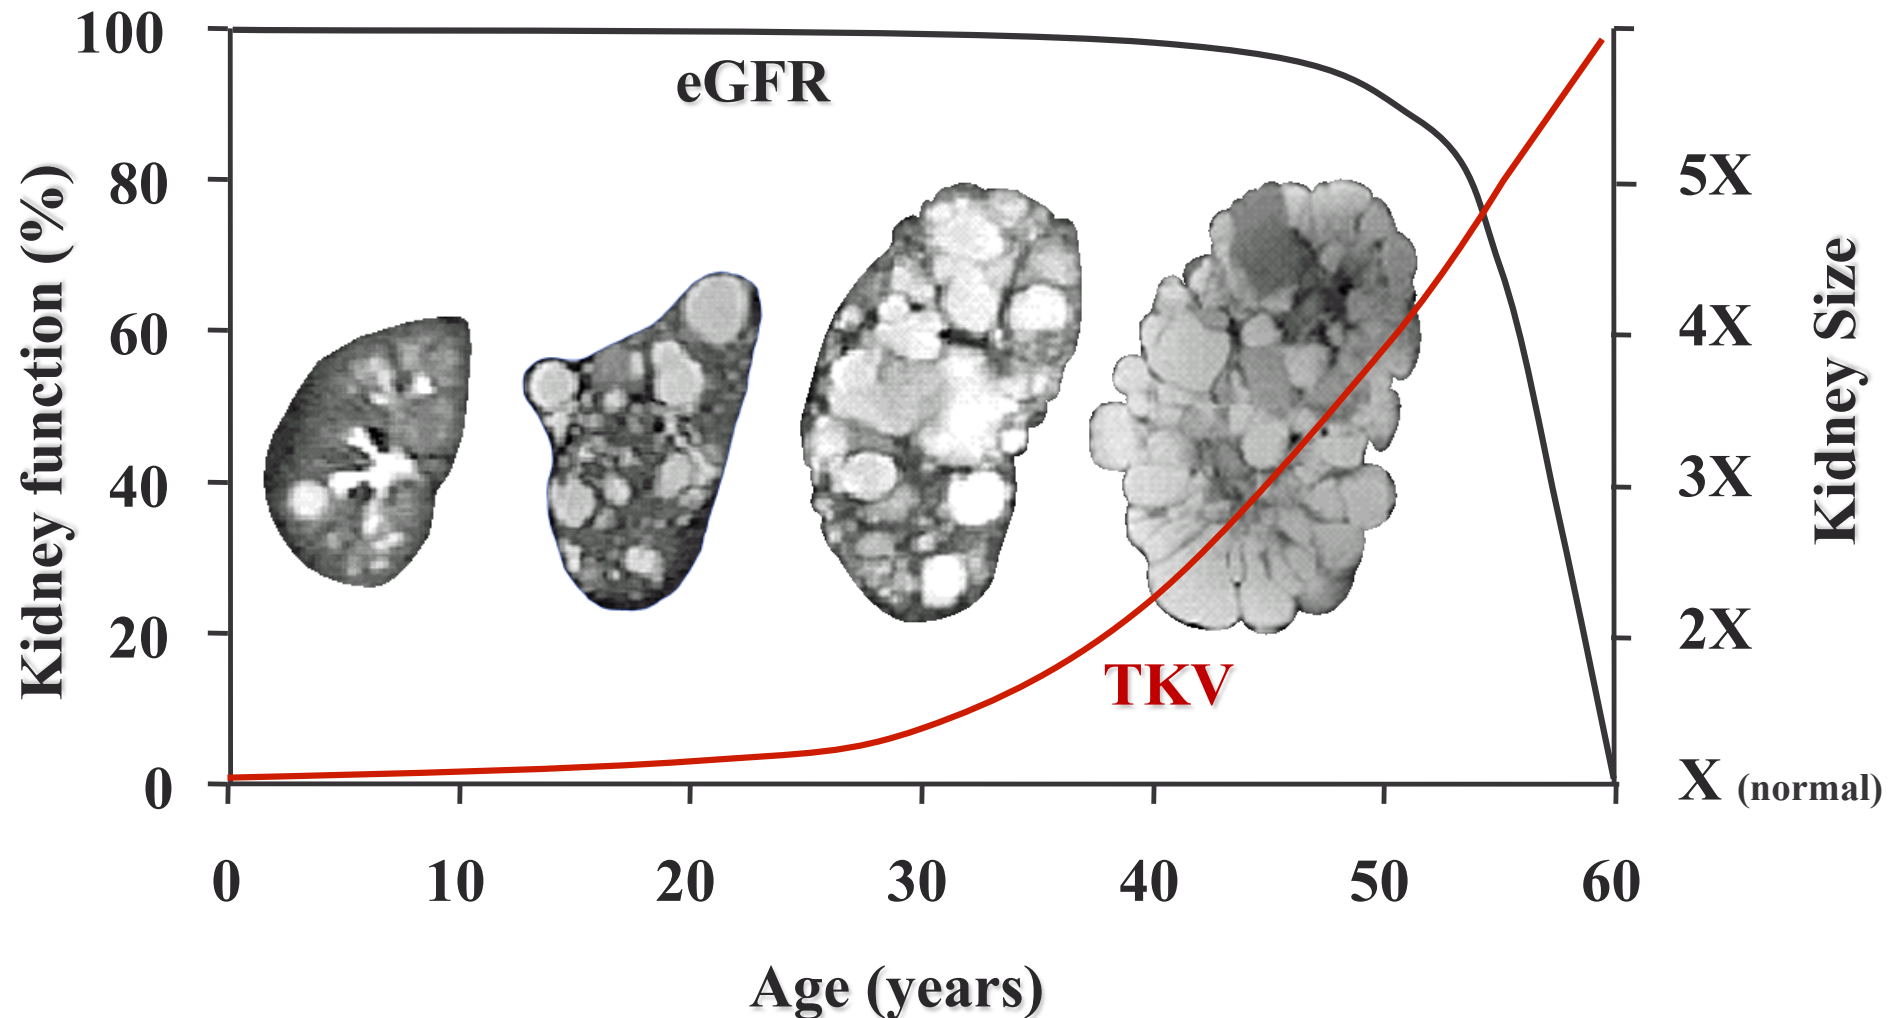 100
80
60
40
20
0
Kidney function (%)
eGFR
TKV
5X
4X
3X
2X
X (normal)
Kidney Size
0 10 20 30 40 50 60
Age (years)